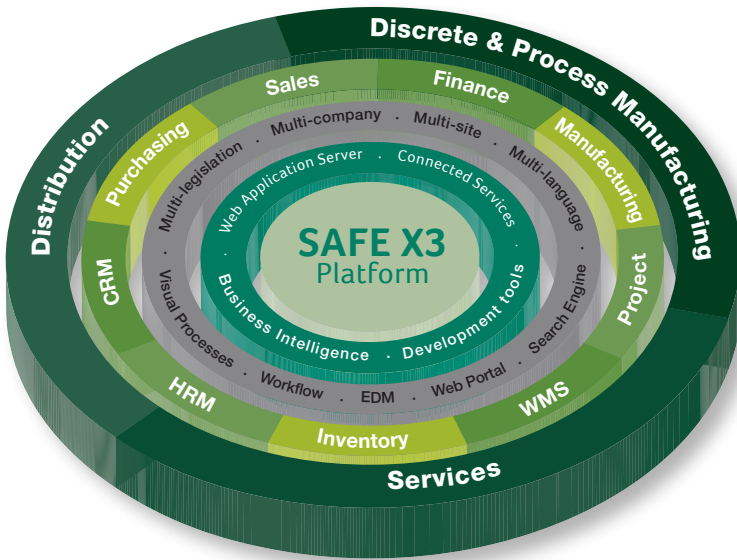 Discrete & Process Manufacturing
Distribution
Services
Sales
Finance
Purchasing
Manufacturing
CRM
Project
HRM
WMS
Inventory
Multi-legislation · Multi-company · Multi-site · Multi-language ·
Visual Processes · Workflow · EDM · Web Portal · Search Engine
Web Application Server · Connected Services ·
Business Intelligence · Development tools
SAFE X3
Platform